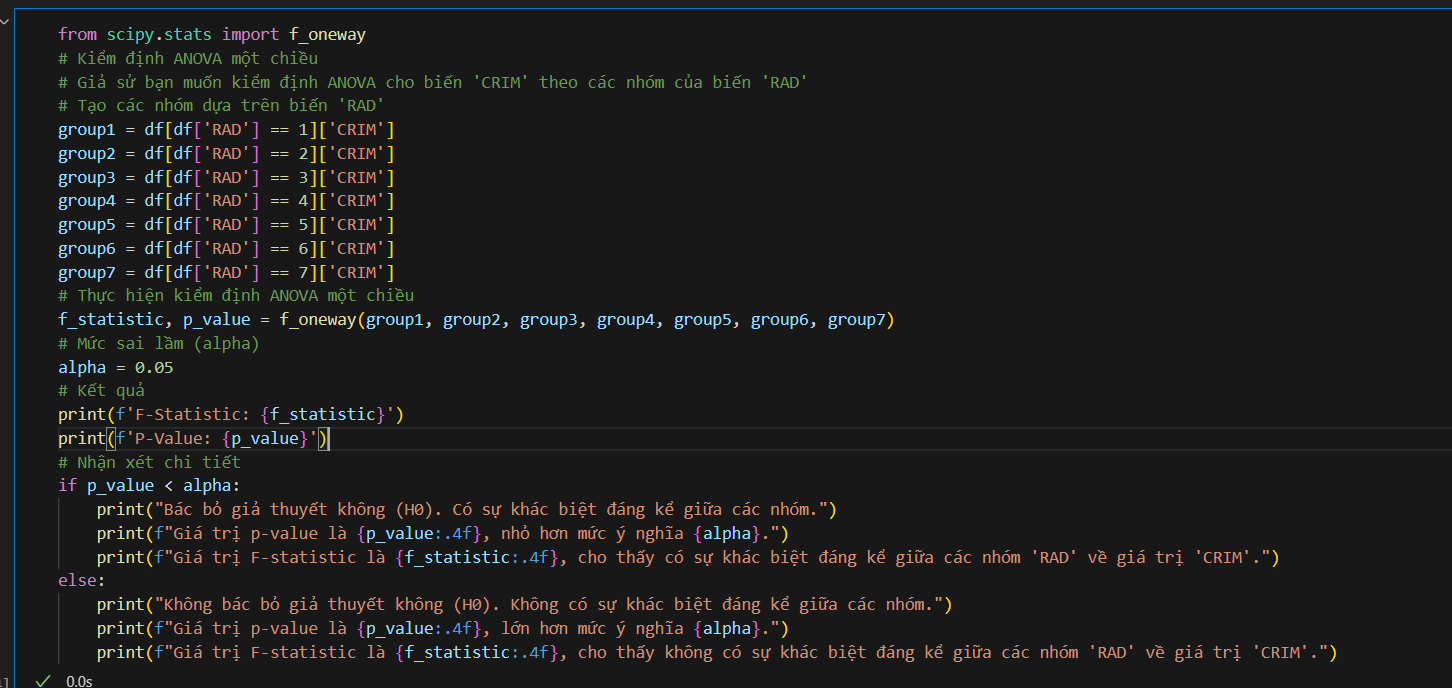 from scipy.stats import f_oneway
# Kiểm định ANOVA một chiều
# Giả sử bạn muốn kiểm định ANOVA cho biến 'CRIM' theo các nhóm của biến 'RAD'
# Tạo các nhóm dựa trên biến 'RAD'
group1 = df[df['RAD'] == 1]['CRIM']
group2 = df[df['RAD'] == 2]['CRIM']
group3 = df[df['RAD'] == 3]['CRIM']
group4 = df[df['RAD'] == 4]['CRIM']
group5 = df[df['RAD'] == 5]['CRIM']
group6 = df[df['RAD'] == 6]['CRIM']
group7 = df[df['RAD'] == 7]['CRIM']
# Thực hiện kiểm định ANOVA một chiều
f_statistic, p_value = f_oneway(group1, group2, group3, group4, group5, group6, group7)
# Mức sai lầm (alpha)
alpha = 0.05
# Kết quả
print(f'F-Statistic: {f_statistic}')
print(f'P-Value: {p_value}')
# Nhận xét chi tiết
if p_value < alpha:
    print("Bác bỏ giả thuyết không (H0). Có sự khác biệt đáng kể giữa các nhóm.")
    print(f"Giá trị p-value là {p_value:.4f}, nhỏ hơn mức ý nghĩa {alpha}.")
    print(f"Giá trị F-statistic là {f_statistic:.4f}, cho thấy có sự khác biệt đáng kể giữa các nhóm 'RAD' về giá trị 'CRIM'.")
else:
    print("Không bác bỏ giả thuyết không (H0). Không có sự khác biệt đáng kể giữa các nhóm.")
    print(f"Giá trị p-value là {p_value:.4f}, lớn hơn mức ý nghĩa {alpha}.")
    print(f"Giá trị F-statistic là {f_statistic:.4f}, cho thấy không có sự khác biệt đáng kể giữa các nhóm 'RAD' về giá trị 'CRIM'.")
0.0s